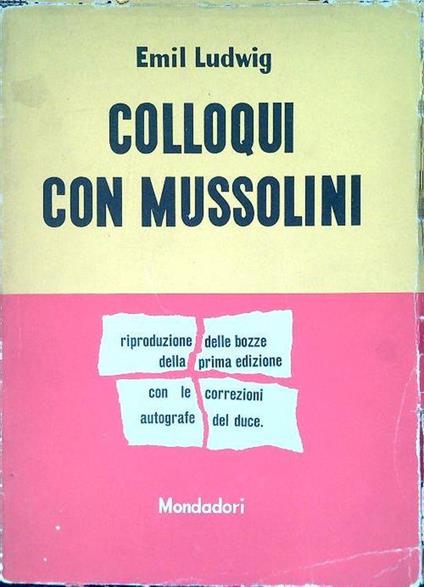 Emil Ludwig
COLLOQUI
CON MUSSOLINI
riproduzione delle bozze
della prima edizione
con le correzioni
autografe del duce.
Mondadori